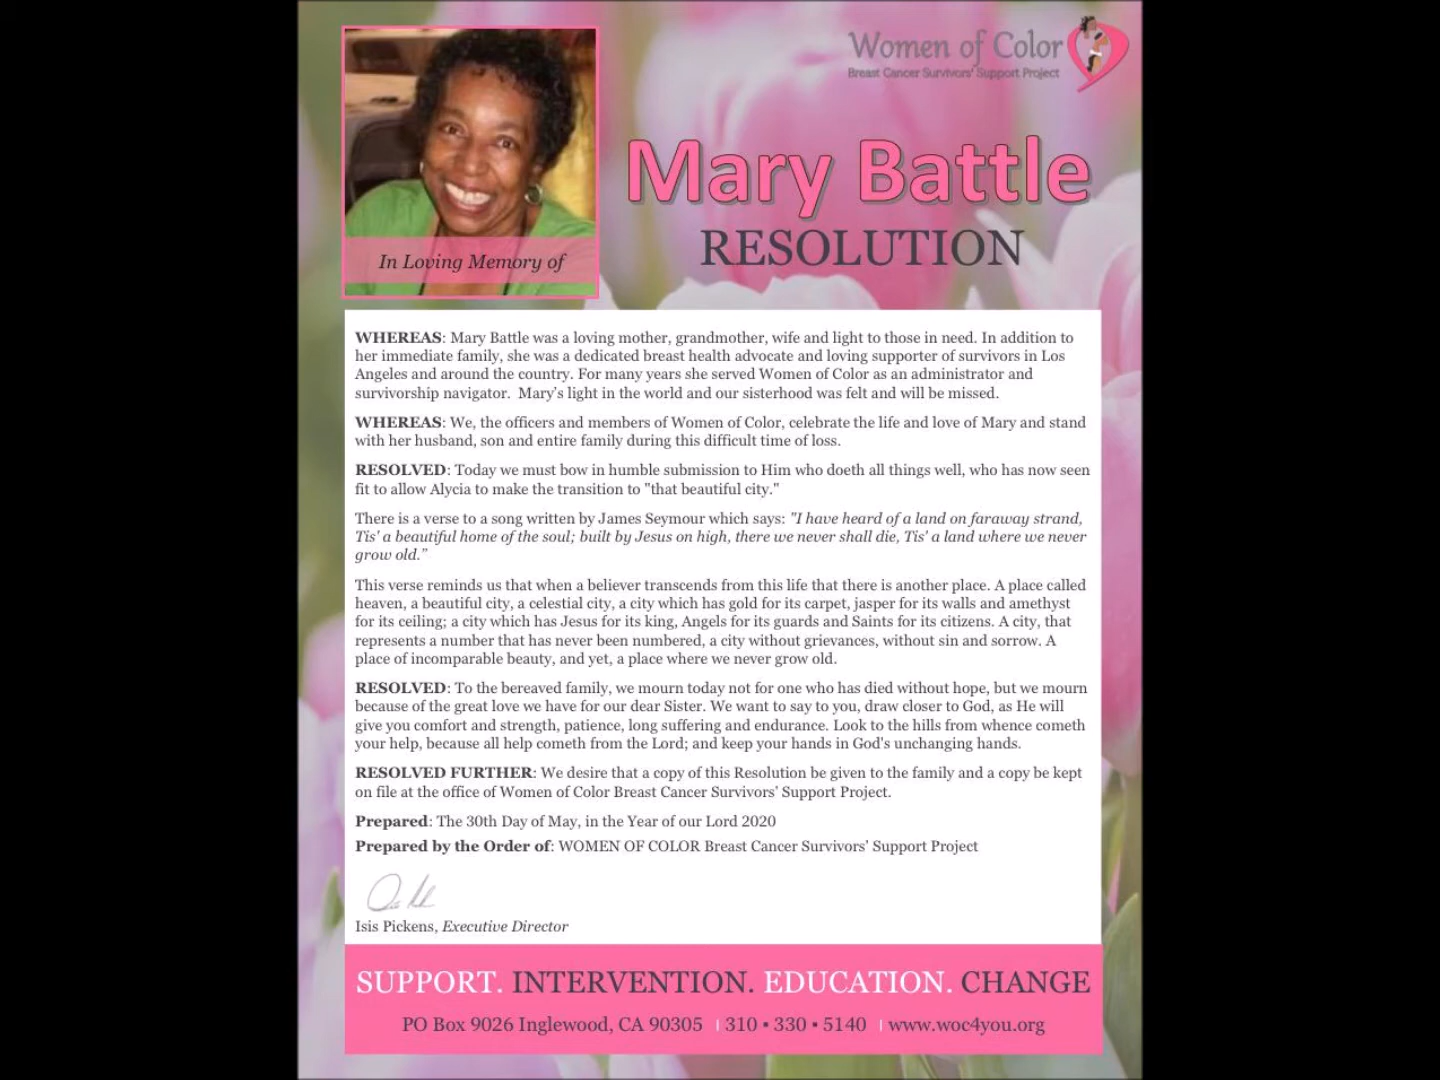 Women of Color
Breast Cancer Survivors' Support Project
Mary Battle
RESOLUTION
In Loving Memory of
WHEREAS: Mary Battle was a loving mother, grandmother, wife and light to those in need. In addition to
her immediate family, she was a dedicated breast health advocate and loving supporter of survivors in Los
Angeles and around the country. For many years she served Women of Color as an administrator and
survivorship navigator.  Mary's light in the world and our sisterhood was felt and will be missed.
WHEREAS: We, the officers and members of Women of Color, celebrate the life and love of Mary and stand
with her husband, son and entire family during this difficult time of loss.
RESOLVED: Today we must bow in humble submission to Him who doeth all things well, who has now seen
fit to allow Alycia to make the transition to "that beautiful city."
There is a verse to a song written by James Seymour which says: "I have heard of a land on faraway strand,
Tis' a beautiful home of the soul; built by Jesus on high, there we never shall die, Tis' a land where we never
grow old."
This verse reminds us that when a believer transcends from this life that there is another place. A place called
heaven, a beautiful city, a celestial city, a city which has gold for its carpet, jasper for its walls and amethyst
for its ceiling; a city which has Jesus for its king, Angels for its guards and Saints for its citizens. A city, that
represents a number that has never been numbered, a city without grievances, without sin and sorrow. A
place of incomparable beauty, and yet, a place where we never grow old.
RESOLVED: To the bereaved family, we mourn today not for one who has died without hope, but we mourn
because of the great love we have for our dear Sister. We want to say to you, draw closer to God, as He will
give you comfort and strength, patience, long suffering and endurance. Look to the hills from whence cometh
your help, because all help cometh from the Lord; and keep your hands in God's unchanging hands.
RESOLVED FURTHER: We desire that a copy of this Resolution be given to the family and a copy be kept
on file at the office of Women of Color Breast Cancer Survivors' Support Project.
Prepared: The 30th Day of May, in the Year of our Lord 2020
Prepared by the Order of: WOMEN OF COLOR Breast Cancer Survivors' Support Project
Isis Pickens, Executive Director
SUPPORT. INTERVENTION. EDUCATION. CHANGE
PO Box 9026 Inglewood, CA 90305 | 310 ▪ 330 ▪ 5140 | www.woc4you.org